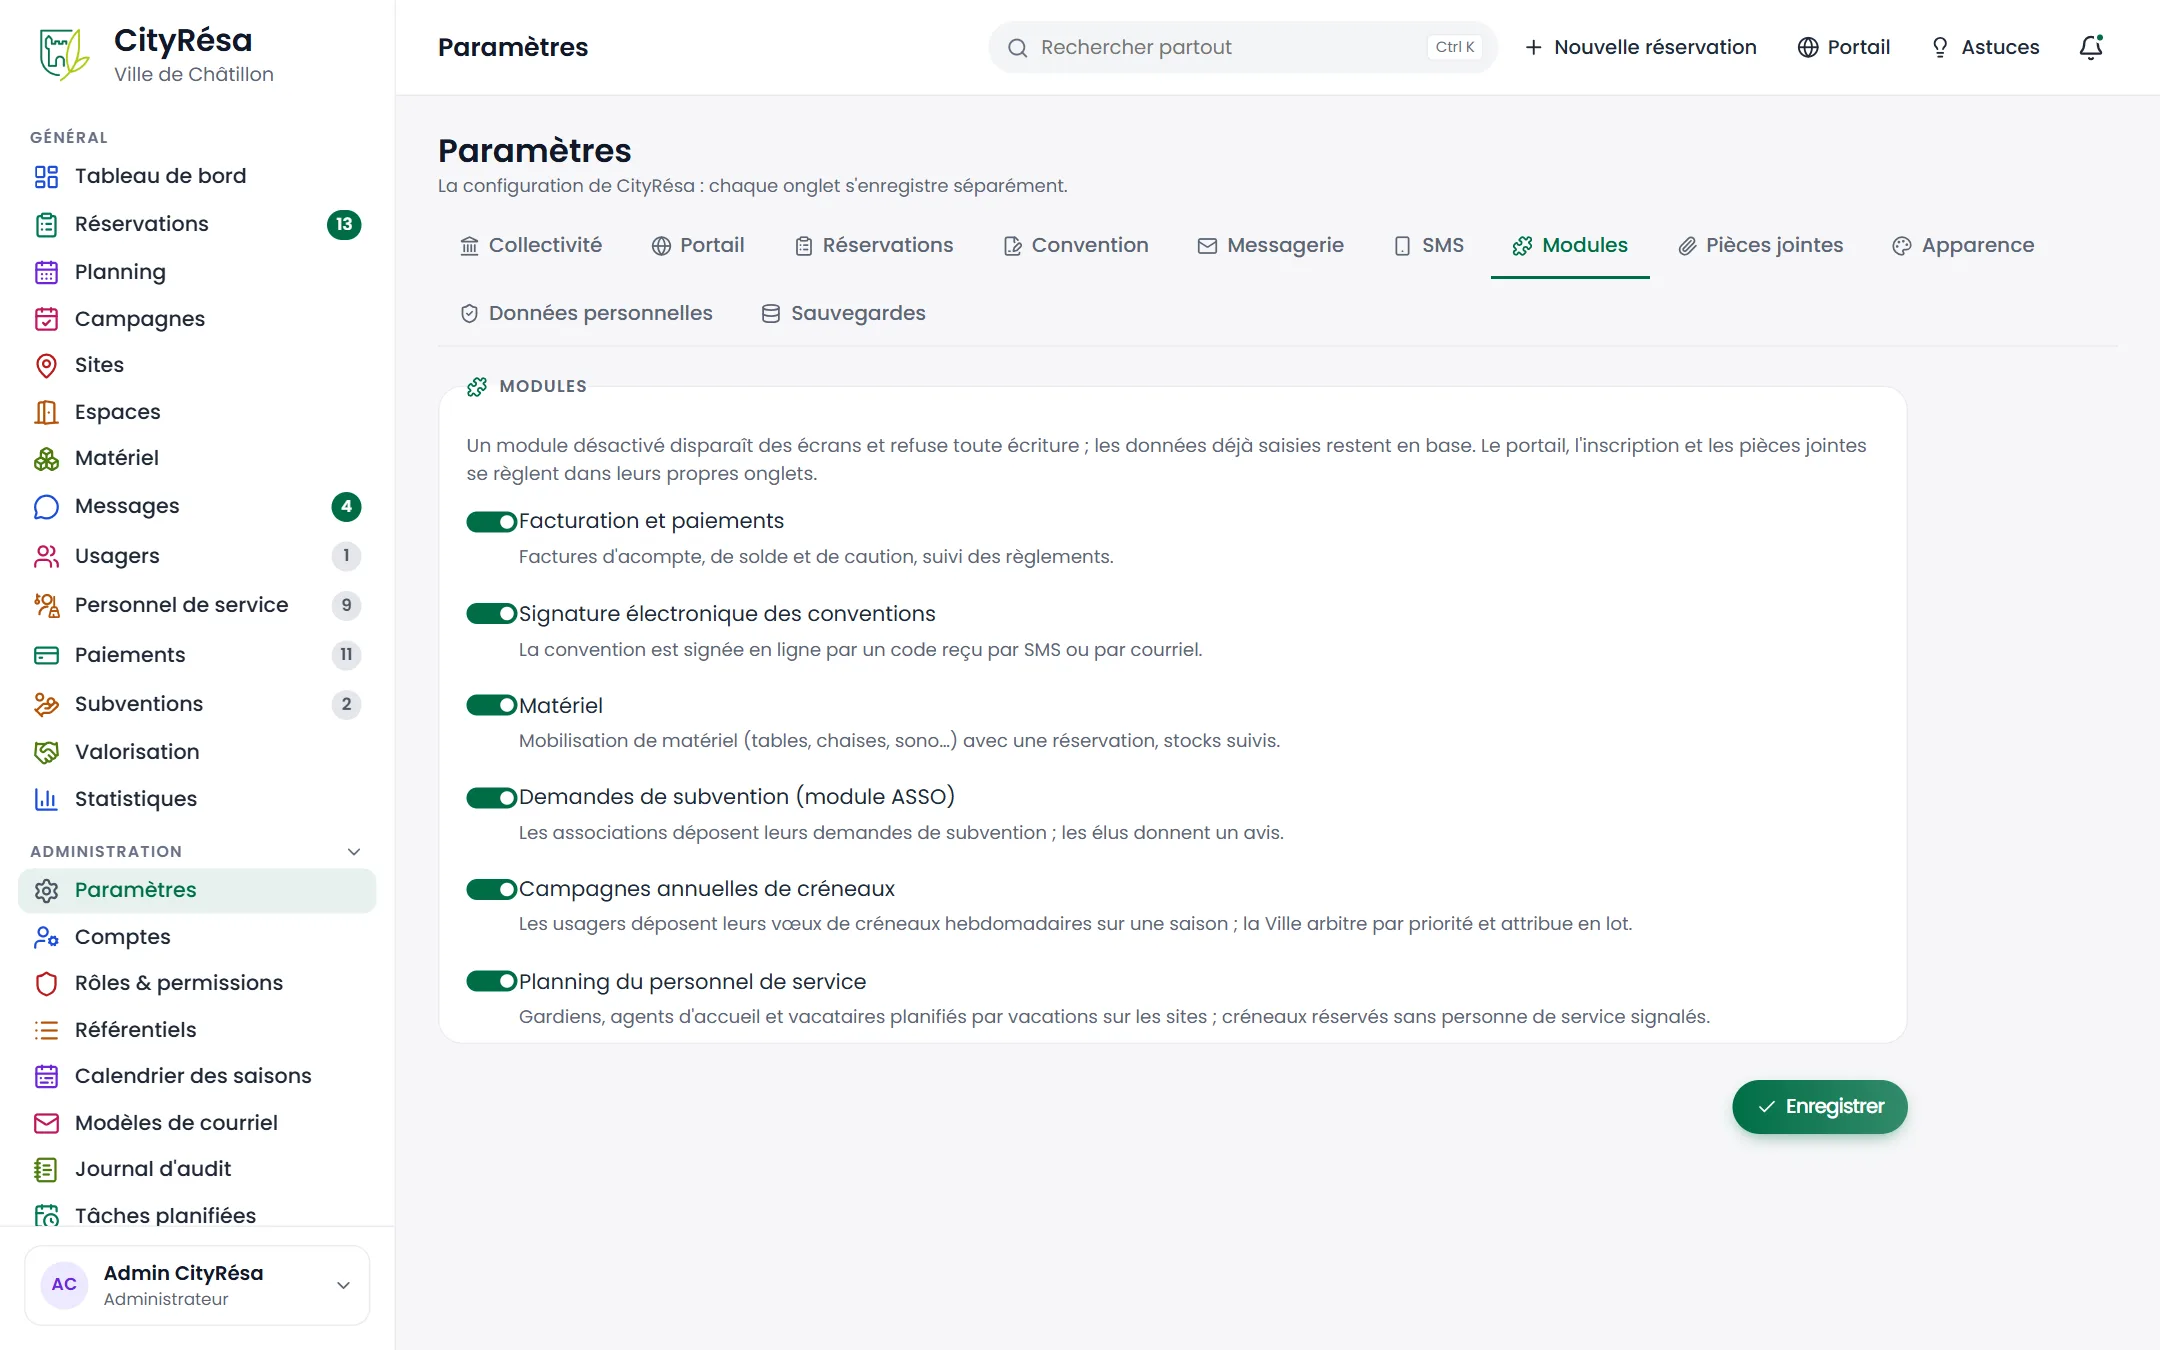 CityRésa
Ville de Châtillon
GÉNÉRAL
Tableau de bord
Réservations 13
Planning
Campagnes
Sites
Espaces
Matériel
Messages 4
Usagers 1
Personnel de service 9
Paiements 11
Subventions 2
Valorisation
Statistiques
ADMINISTRATION
Paramètres
Comptes
Rôles & permissions
Référentiels
Calendrier des saisons
Modèles de courriel
Journal d'audit
Tâches planifiées
AC
Admin CityRésa
Administrateur
Paramètres
Rechercher partout Ctrl K
Nouvelle réservation
Portail
Astuces
Paramètres
La configuration de CityRésa : chaque onglet s'enregistre séparément.
Collectivité Portail Réservations Convention Messagerie SMS Modules Pièces jointes Apparence
Données personnelles Sauvegardes
MODULES
Un module désactivé disparaît des écrans et refuse toute écriture ; les données déjà saisies restent en base. Le portail, l'inscription et les pièces jointes
se règlent dans leurs propres onglets.
Facturation et paiements
Factures d'acompte, de solde et de caution, suivi des règlements.
Signature électronique des conventions
La convention est signée en ligne par un code reçu par SMS ou par courriel.
Matériel
Mobilisation de matériel (tables, chaises, sono…) avec une réservation, stocks suivis.
Demandes de subvention (module ASSO)
Les associations déposent leurs demandes de subvention ; les élus donnent un avis.
Campagnes annuelles de créneaux
Les usagers déposent leurs vœux de créneaux hebdomadaires sur une saison ; la Ville arbitre par priorité et attribue en lot.
Planning du personnel de service
Gardiens, agents d'accueil et vacataires planifiés par vacations sur les sites ; créneaux réservés sans personne de service signalés.
Enregistrer